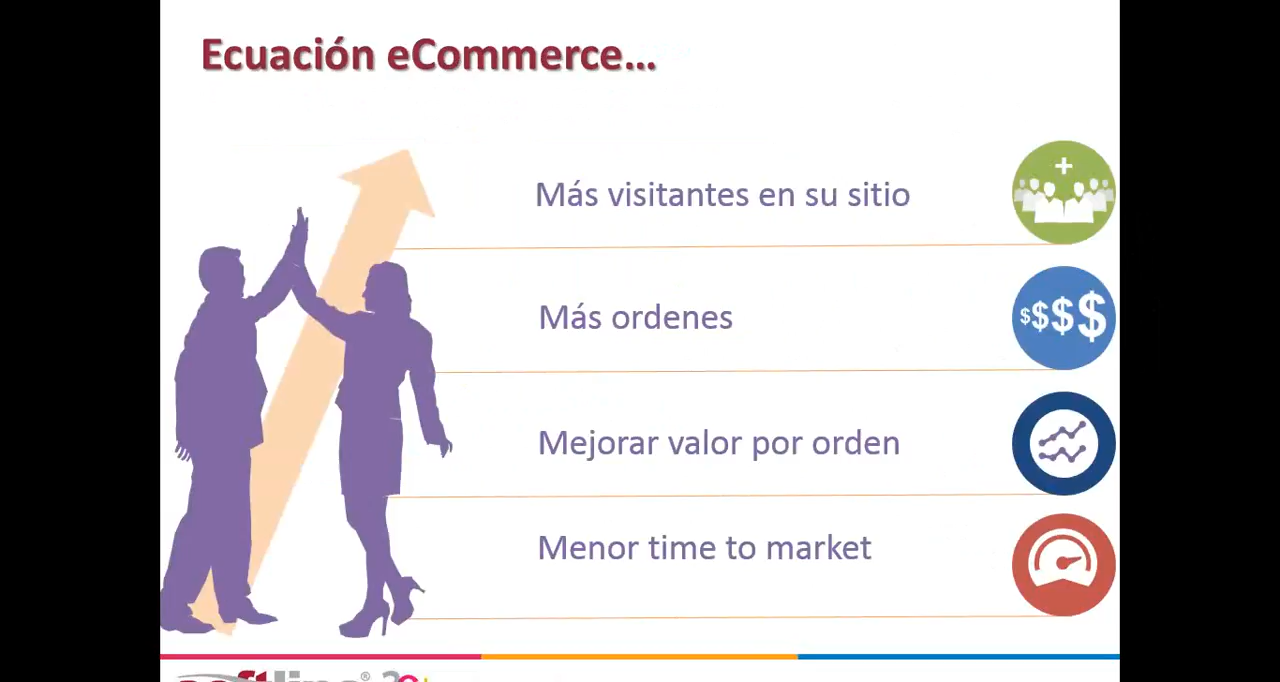 Ecuación eCommerce...
Más visitantes en su sitio
Más ordenes
$$$$
Mejorar valor por orden
Menor time to market